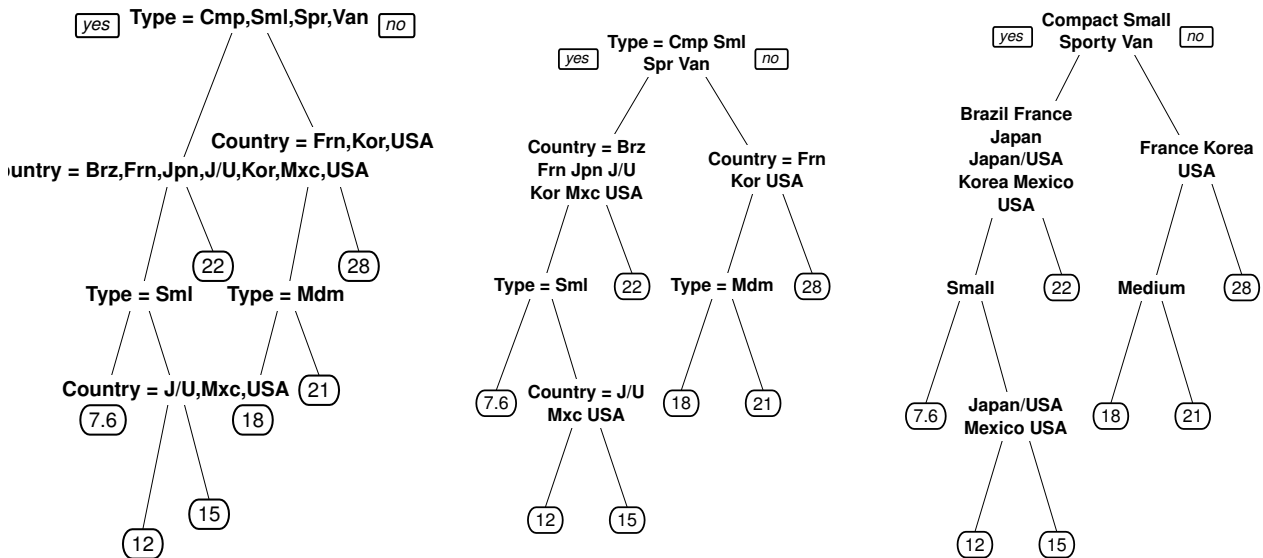 yes Type = Cmp,Sml,Spr,Van no
Country = Frn,Kor,USA
ountry = Brz,Frn,Jpn,J/U,Kor,Mxc,USA
22 28
Type = Sml Type = Mdm
Country = J/U,Mxc,USA 21
7.6 18
15
12
yes Type = Cmp Sml no
Spr Van
Country = Brz
Frn Jpn J/U
Kor Mxc USA
Country = Frn
Kor USA
Type = Sml 22 Type = Mdm 28
7.6
Country = J/U
Mxc USA
18 21
12 15
yes Compact Small no
Sporty Van
Brazil France
Japan
Japan/USA
Korea Mexico
USA
France Korea
USA
Small 22 Medium 28
7.6
Japan/USA
Mexico USA
18 21
12 15